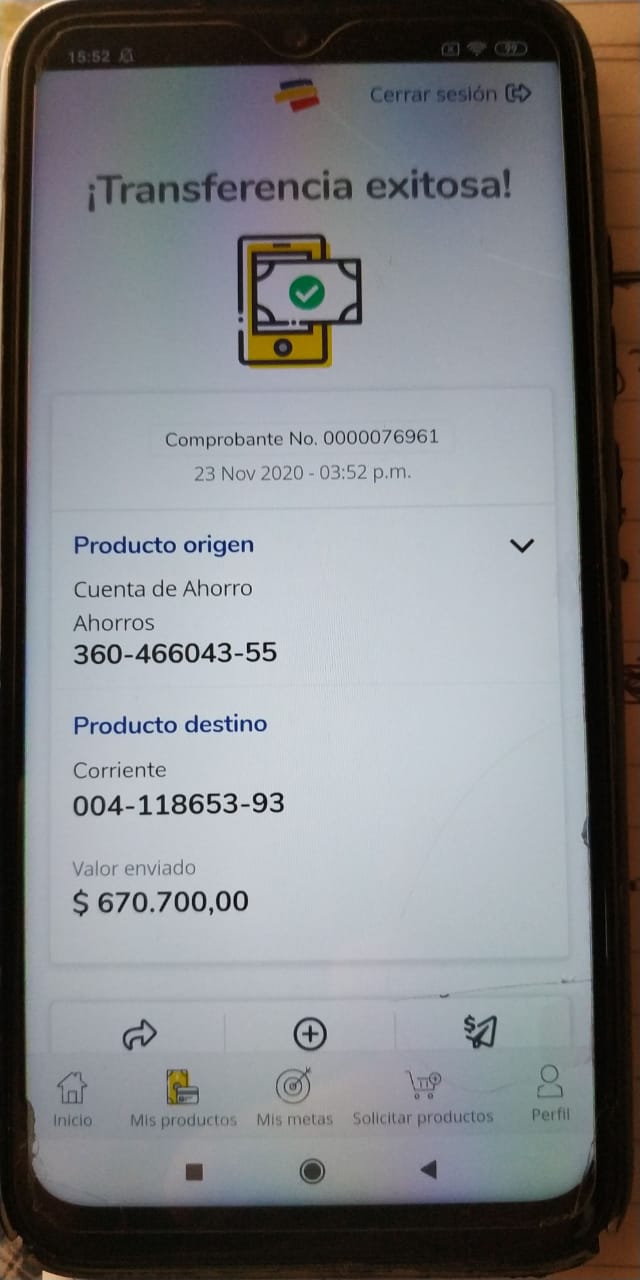 15:52
99
Cerrar sesión
¡Transferencia exitosa!
Comprobante No. 0000076961
23 Nov 2020 - 03:52 p.m.
Producto origen
Cuenta de Ahorro
Ahorros
360-466043-55
Producto destino
Corriente
004-118653-93
Valor enviado
$ 670.700,00
Inicio
Mis productos
Mis metas
Solicitar productos
Perfil